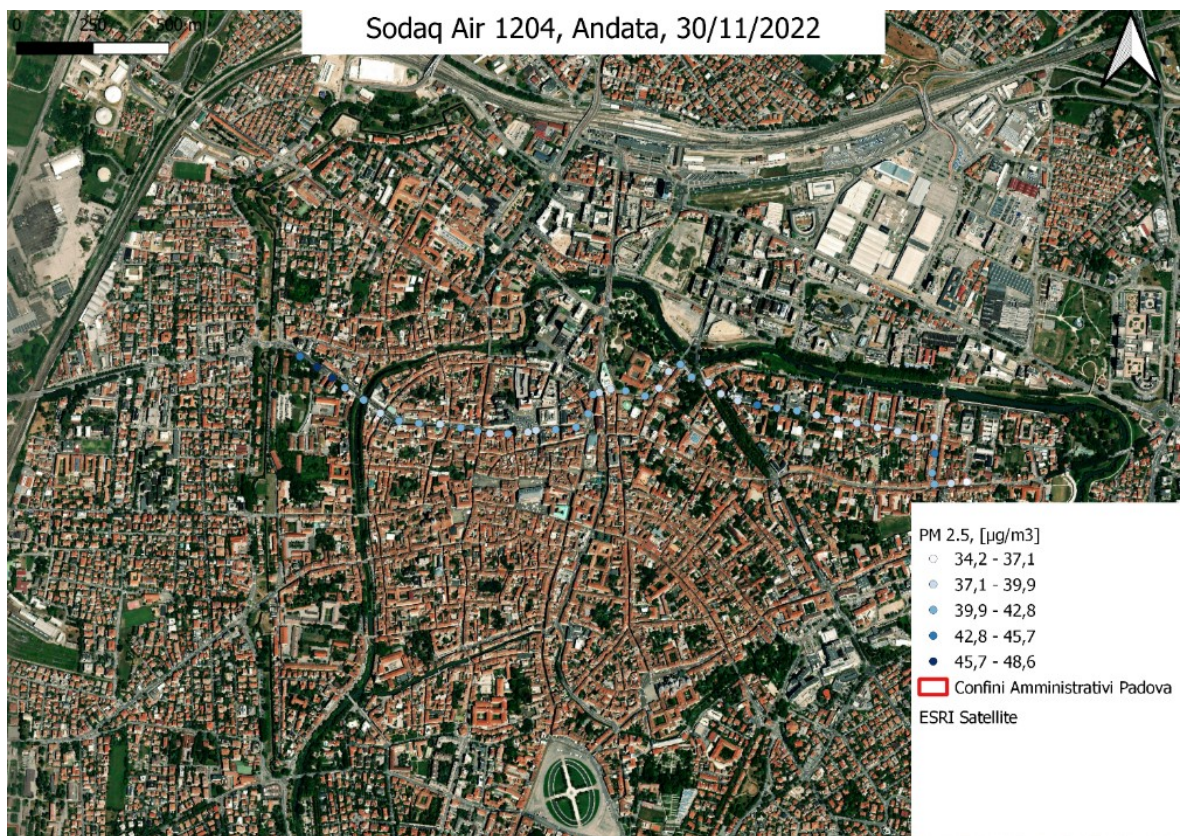 Sodaq Air 1204, Andata, 30/11/2022
0 250 500 m
PM 2.5, [µg/m3]
34,2 - 37,1
37,1 - 39,9
39,9 - 42,8
42,8 - 45,7
45,7 - 48,6
Confini Amministrativi Padova
ESRI Satellite